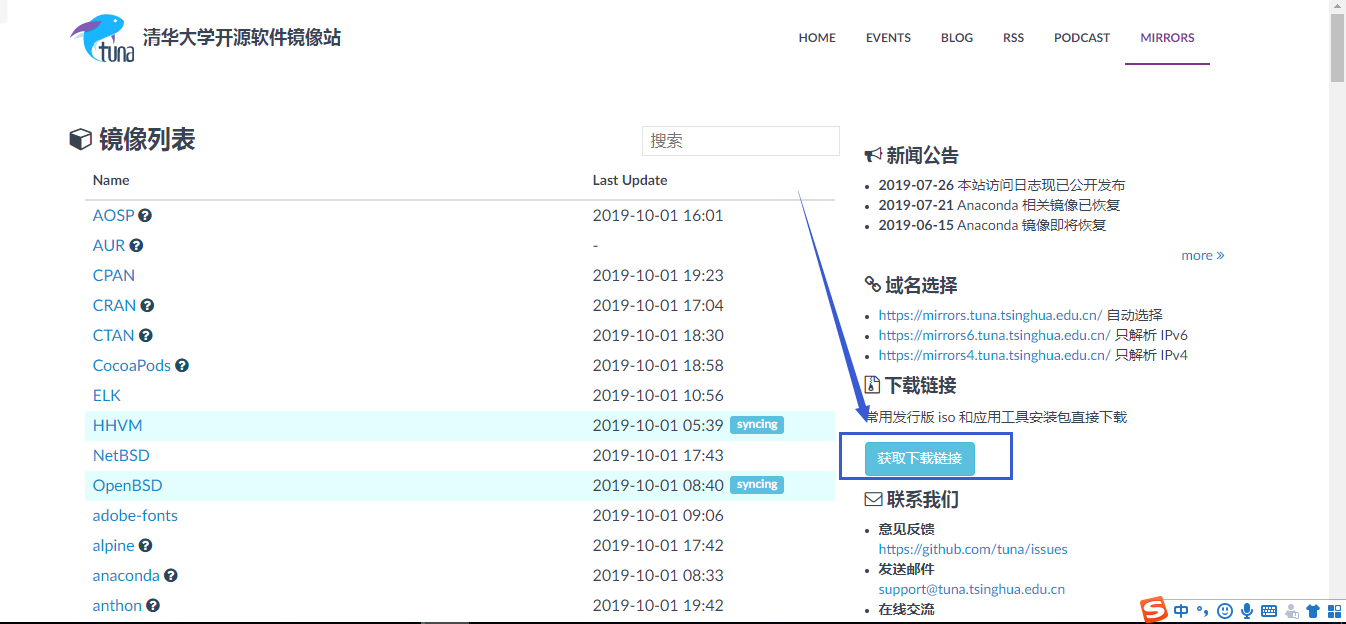 tuna 清华大学开源软件镜像站
HOME EVENTS BLOG RSS PODCAST MIRRORS
镜像列表
搜索
Name Last Update
AOSP 2019-10-01 16:01
AUR -
CPAN 2019-10-01 19:23
CRAN 2019-10-01 17:04
CTAN 2019-10-01 18:30
CocoaPods 2019-10-01 18:58
ELK 2019-10-01 10:56
HHVM 2019-10-01 05:39 syncing
NetBSD 2019-10-01 17:43
OpenBSD 2019-10-01 08:40 syncing
adobe-fonts 2019-10-01 09:06
alpine 2019-10-01 17:42
anaconda 2019-10-01 08:33
anthon 2019-10-01 19:42
新闻公告
2019-07-26 本站访问日志现已公开发布
2019-07-21 Anaconda 相关镜像已恢复
2019-06-15 Anaconda 镜像即将恢复
more »
域名选择
https://mirrors.tuna.tsinghua.edu.cn/ 自动选择
https://mirrors6.tuna.tsinghua.edu.cn/ 只解析 IPv6
https://mirrors4.tuna.tsinghua.edu.cn/ 只解析 IPv4
下载链接
常用发行版 iso 和应用工具安装包直接下载
获取下载链接
联系我们
意见反馈
https://github.com/tuna/issues
发送邮件
support@tuna.tsinghua.edu.cn
在线交流
S 中